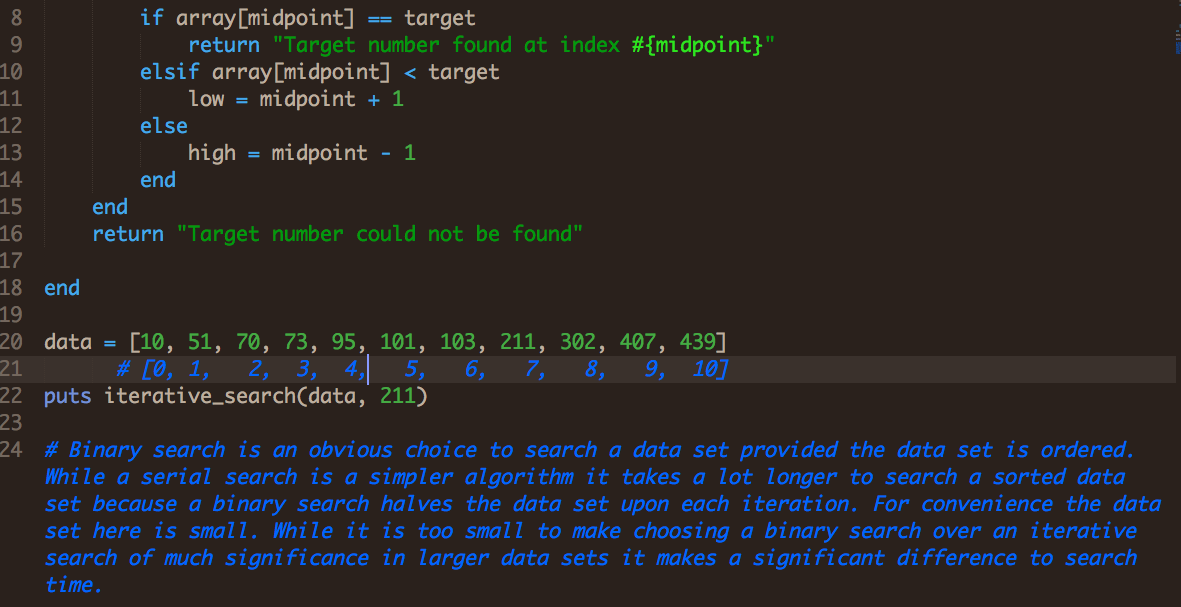 8 if array[midpoint] == target
9 return "Target number found at index #{midpoint}"
10 elsif array[midpoint] < target
11 low = midpoint + 1
12 else
13 high = midpoint - 1
14 end
15 end
16 return "Target number could not be found"
17
18 end
19
20 data = [10, 51, 70, 73, 95, 101, 103, 211, 302, 407, 439]
21 # [0, 1, 2, 3, 4, 5, 6, 7, 8, 9, 10]
22 puts iterative_search(data, 211)
23
24 # Binary search is an obvious choice to search a data set provided the data set is ordered.
While a serial search is a simpler algorithm it takes a lot longer to search a sorted data
set because a binary search halves the data set upon each iteration. For convenience the data
set here is small. While it is too small to make choosing a binary search over an iterative
search of much significance in larger data sets it makes a significant difference to search
time.